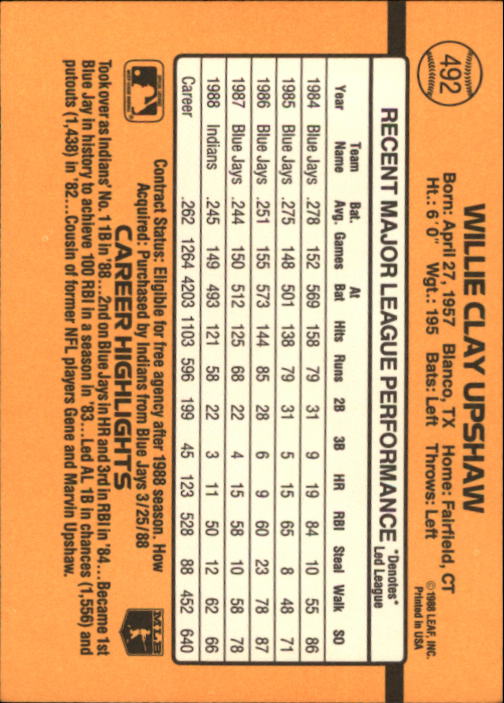 492
WILLIE CLAY UPSHAW
Born: April 27, 1957 Blanco, TX Home: Fairfield, CT
Ht.: 6' 0" Wgt.: 195 Bats: Left Throws: Left
©1988 LEAF, INC.
Printed in USA
RECENT MAJOR LEAGUE PERFORMANCE *Denotes*
Led League
Year Team Name Bat. Avg. Games At Bat Hits Runs 2B 3B HR RBI Steal Walk SO
1984 Blue Jays .278 152 569 158 79 31 9 19 84 10 55 86
1985 Blue Jays .275 148 501 138 79 31 5 15 65 8 48 71
1986 Blue Jays .251 155 573 144 85 28 6 9 60 23 78 87
1987 Blue Jays .244 150 512 125 68 22 4 15 58 10 58 78
1988 Indians .245 149 493 121 58 22 3 11 50 12 62 66
Career .262 1264 4203 1103 596 199 45 123 528 88 452 640
Contract Status: Eligible for free agency after 1988 season. How
Acquired: Purchased by Indians from Blue Jays 3/25/88
MLB
CAREER HIGHLIGHTS
Took over as Indians' No. 1 1B in '88...2nd on Blue Jays in HR and 3rd in RBI in '84...Became 1st
Blue Jay in history to achieve 100 RBI in a season in '83...Led AL 1B in chances (1,556) and
putouts (1,438) in '82...Cousin of former NFL players Gene and Marvin Upshaw.